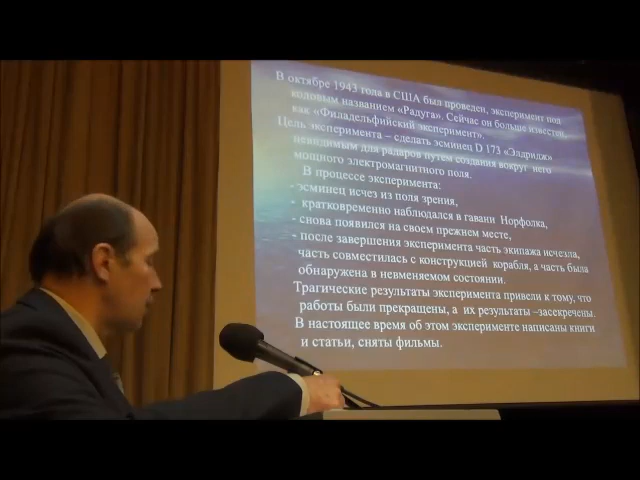 В октябре 1943 года в США был проведен, эксперимент под
кодовым названием «Радуга». Сейчас он больше известен,
как «Филадельфийский эксперимент».
Цель эксперимента – сделать эсминец D 173 «Элдридж»
невидимым для радаров путем создания вокруг него
мощного электромагнитного поля.
В процессе эксперимента:
- эсминец исчез из поля зрения,
- кратковременно наблюдался в гавани Норфолка,
- снова появился на своем прежнем месте,
- после завершения эксперимента часть экипажа исчезла,
часть совместилась с конструкцией корабля, а часть была
обнаружена в невменяемом состоянии.
Трагические результаты эксперимента привели к тому, что
работы были прекращены, а их результаты –засекречены.
В настоящее время об этом эксперименте написаны книги
и статьи, сняты фильмы.